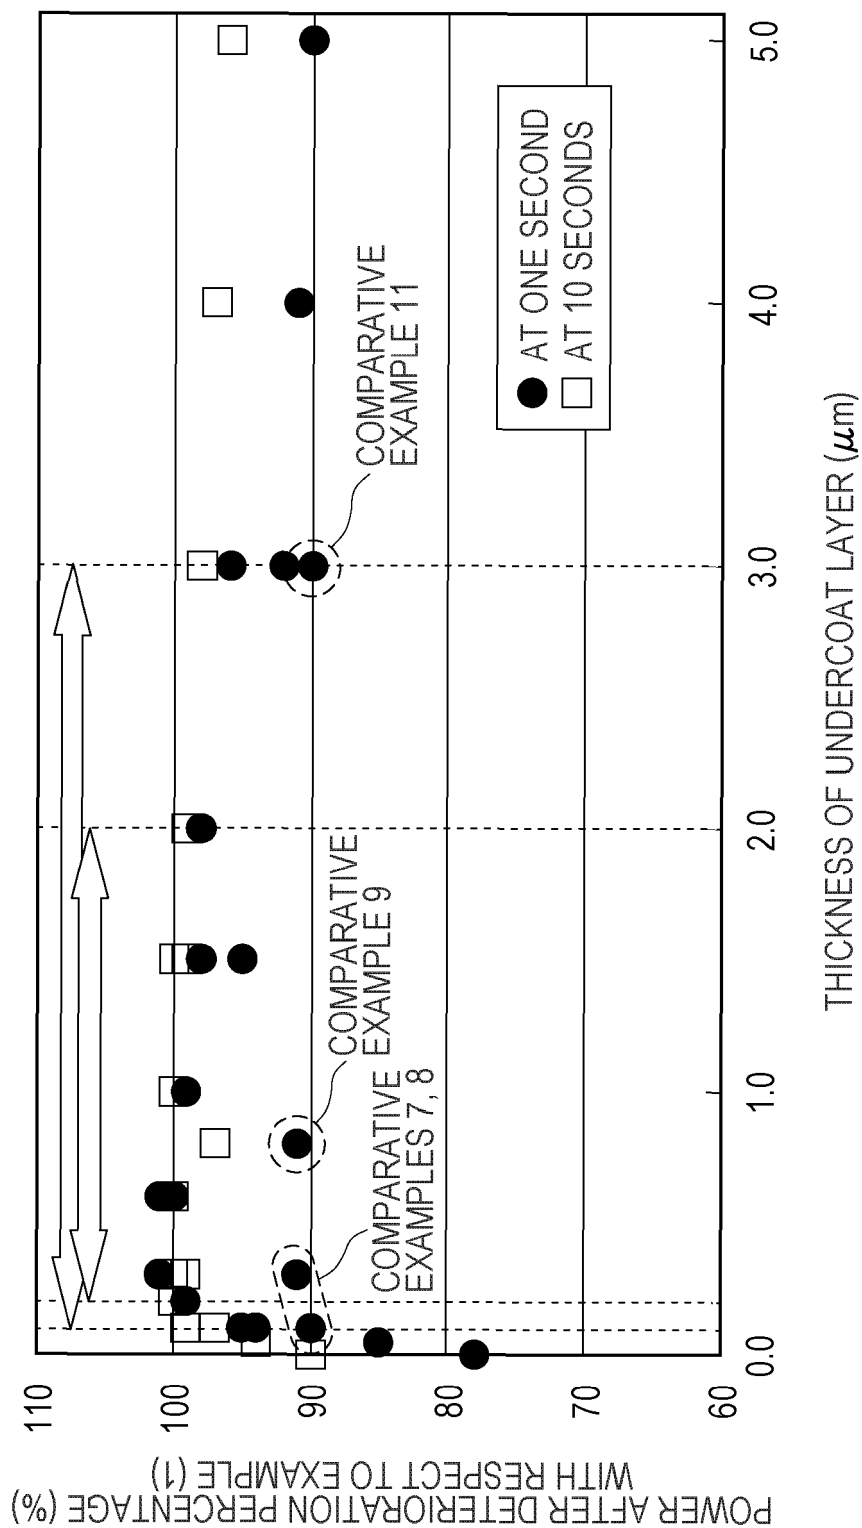 POWER AFTER DETERIORATION PERCENTAGE (%)
WITH RESPECT TO EXAMPLE (1)
110
100
90
80
70
60
0.0
1.0
2.0
3.0
4.0
5.0
THICKNESS OF UNDERCOAT LAYER (μm)
COMPARATIVE
EXAMPLES 7, 8
COMPARATIVE
EXAMPLE 9
COMPARATIVE
EXAMPLE 11
AT ONE SECOND
AT 10 SECONDS